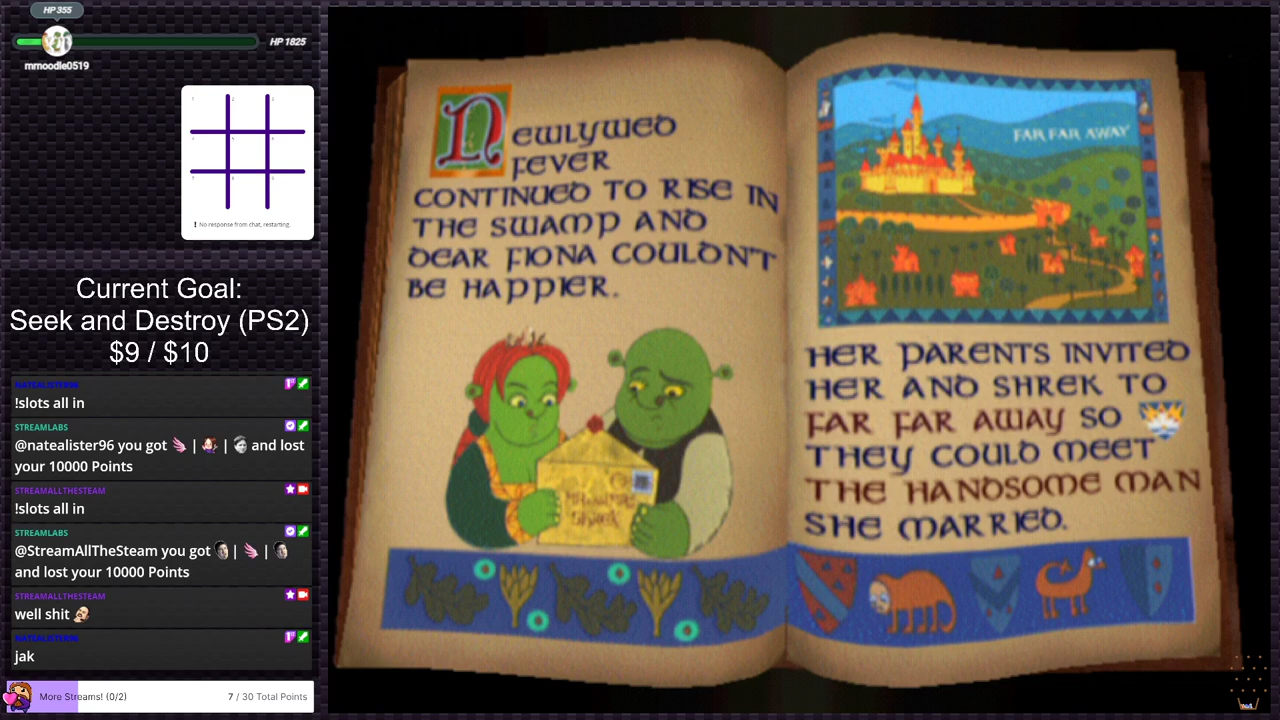 HP 355
HP 1825
mmoodle0519
! No response from chat, restarting.
Current Goal:
Seek and Destroy (PS2)
$9 / $10
NATEALISTER96
!slots all in
STREAMLABS
@natealister96 you got | | and lost
your 10000 Points
STREAMALLTHESTEAM
!slots all in
STREAMLABS
@StreamAllTheSteam you got | |
and lost your 10000 Points
STREAMALLTHESTEAM
well shit
NATEALISTER96
jak
More Streams! (0/2)
7 / 30 Total Points
NEWLYWED
FEVER
CONTINUED TO RISE IN
THE SWAMP AND
DEAR FIONA COULDN'T
BE HAPPIER.
FAR FAR AWAY
HER PARENTS INVITED
HER AND SHREK TO
FAR FAR AWAY SO
THEY COULD MEET
THE HANDSOME MAN
SHE MARRIED.